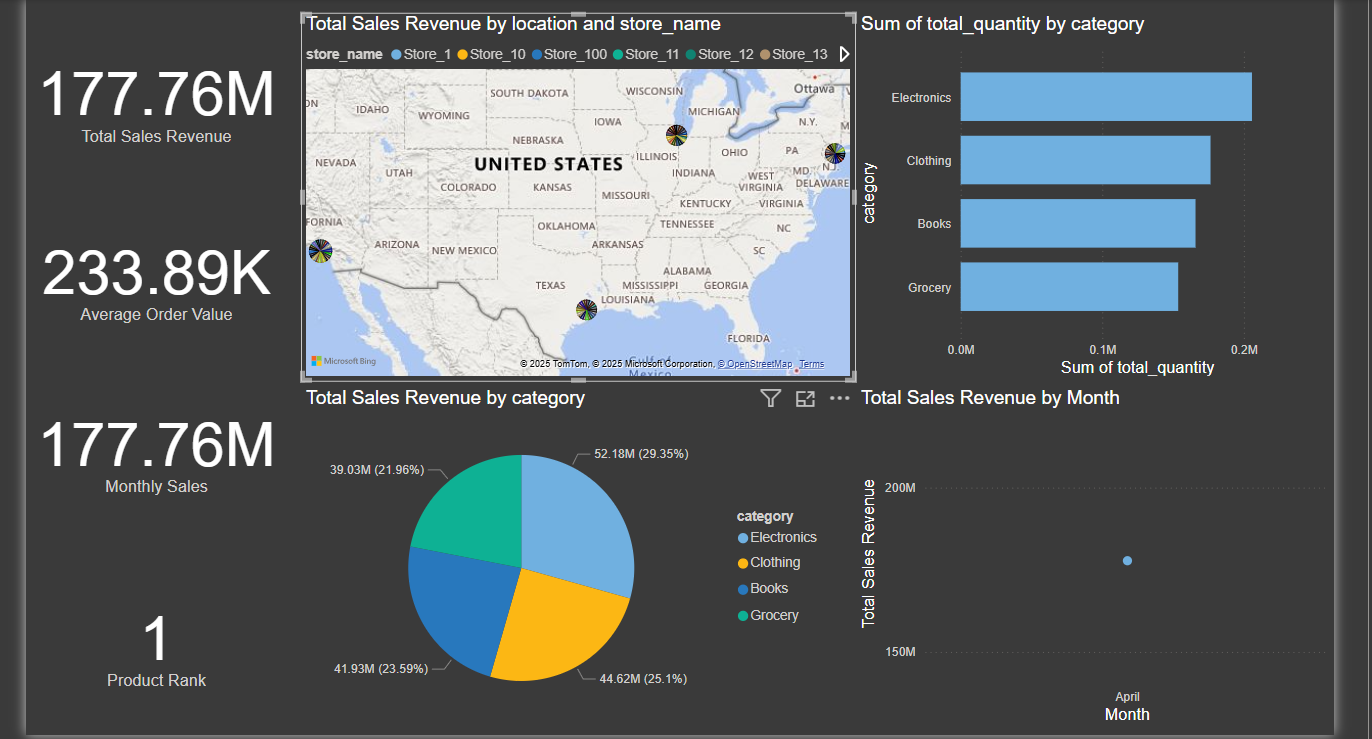 177.76M
Total Sales Revenue
233.89K
Average Order Value
177.76M
Monthly Sales
1
Product Rank
Total Sales Revenue by location and store_name
store_name Store_1 Store_10 Store_100 Store_11 Store_12 Store_13
SOUTH DAKOTA
WISCONSIN
Ottawa
IDAHO
WYOMING
MICHIGAN
IOWA
N.Y.
NEBRASKA
NEVADA
UNITED STATES
ILLINOIS
OHIO
PA
MD
NJ
UTAH
INDIANA
COLORADO
KANSAS
MISSOURI
WEST
VIRGINIA
DELAWARE
KENTUCKY
VIRGINIA
FORNIA
OKLAHOMA
TENNESSEE
NC
ARIZONA
NEW MEXICO
ARKANSAS
SC
ALABAMA
TEXAS
MISSISSIPPI
GEORGIA
LOUISIANA
FLORIDA
Gulf of
Mexico
Microsoft Bing
© 2025 TomTom, © 2025 Microsoft Corporation, © OpenStreetMap Terms
Sum of total_quantity by category
category
Electronics
Clothing
Books
Grocery
0.0M 0.1M 0.2M
Sum of total_quantity
Total Sales Revenue by category
52.18M (29.35%)
39.03M (21.96%)
41.93M (23.59%)
44.62M (25.1%)
category
Electronics
Clothing
Books
Grocery
Total Sales Revenue by Month
Total Sales Revenue
200M
150M
April
Month